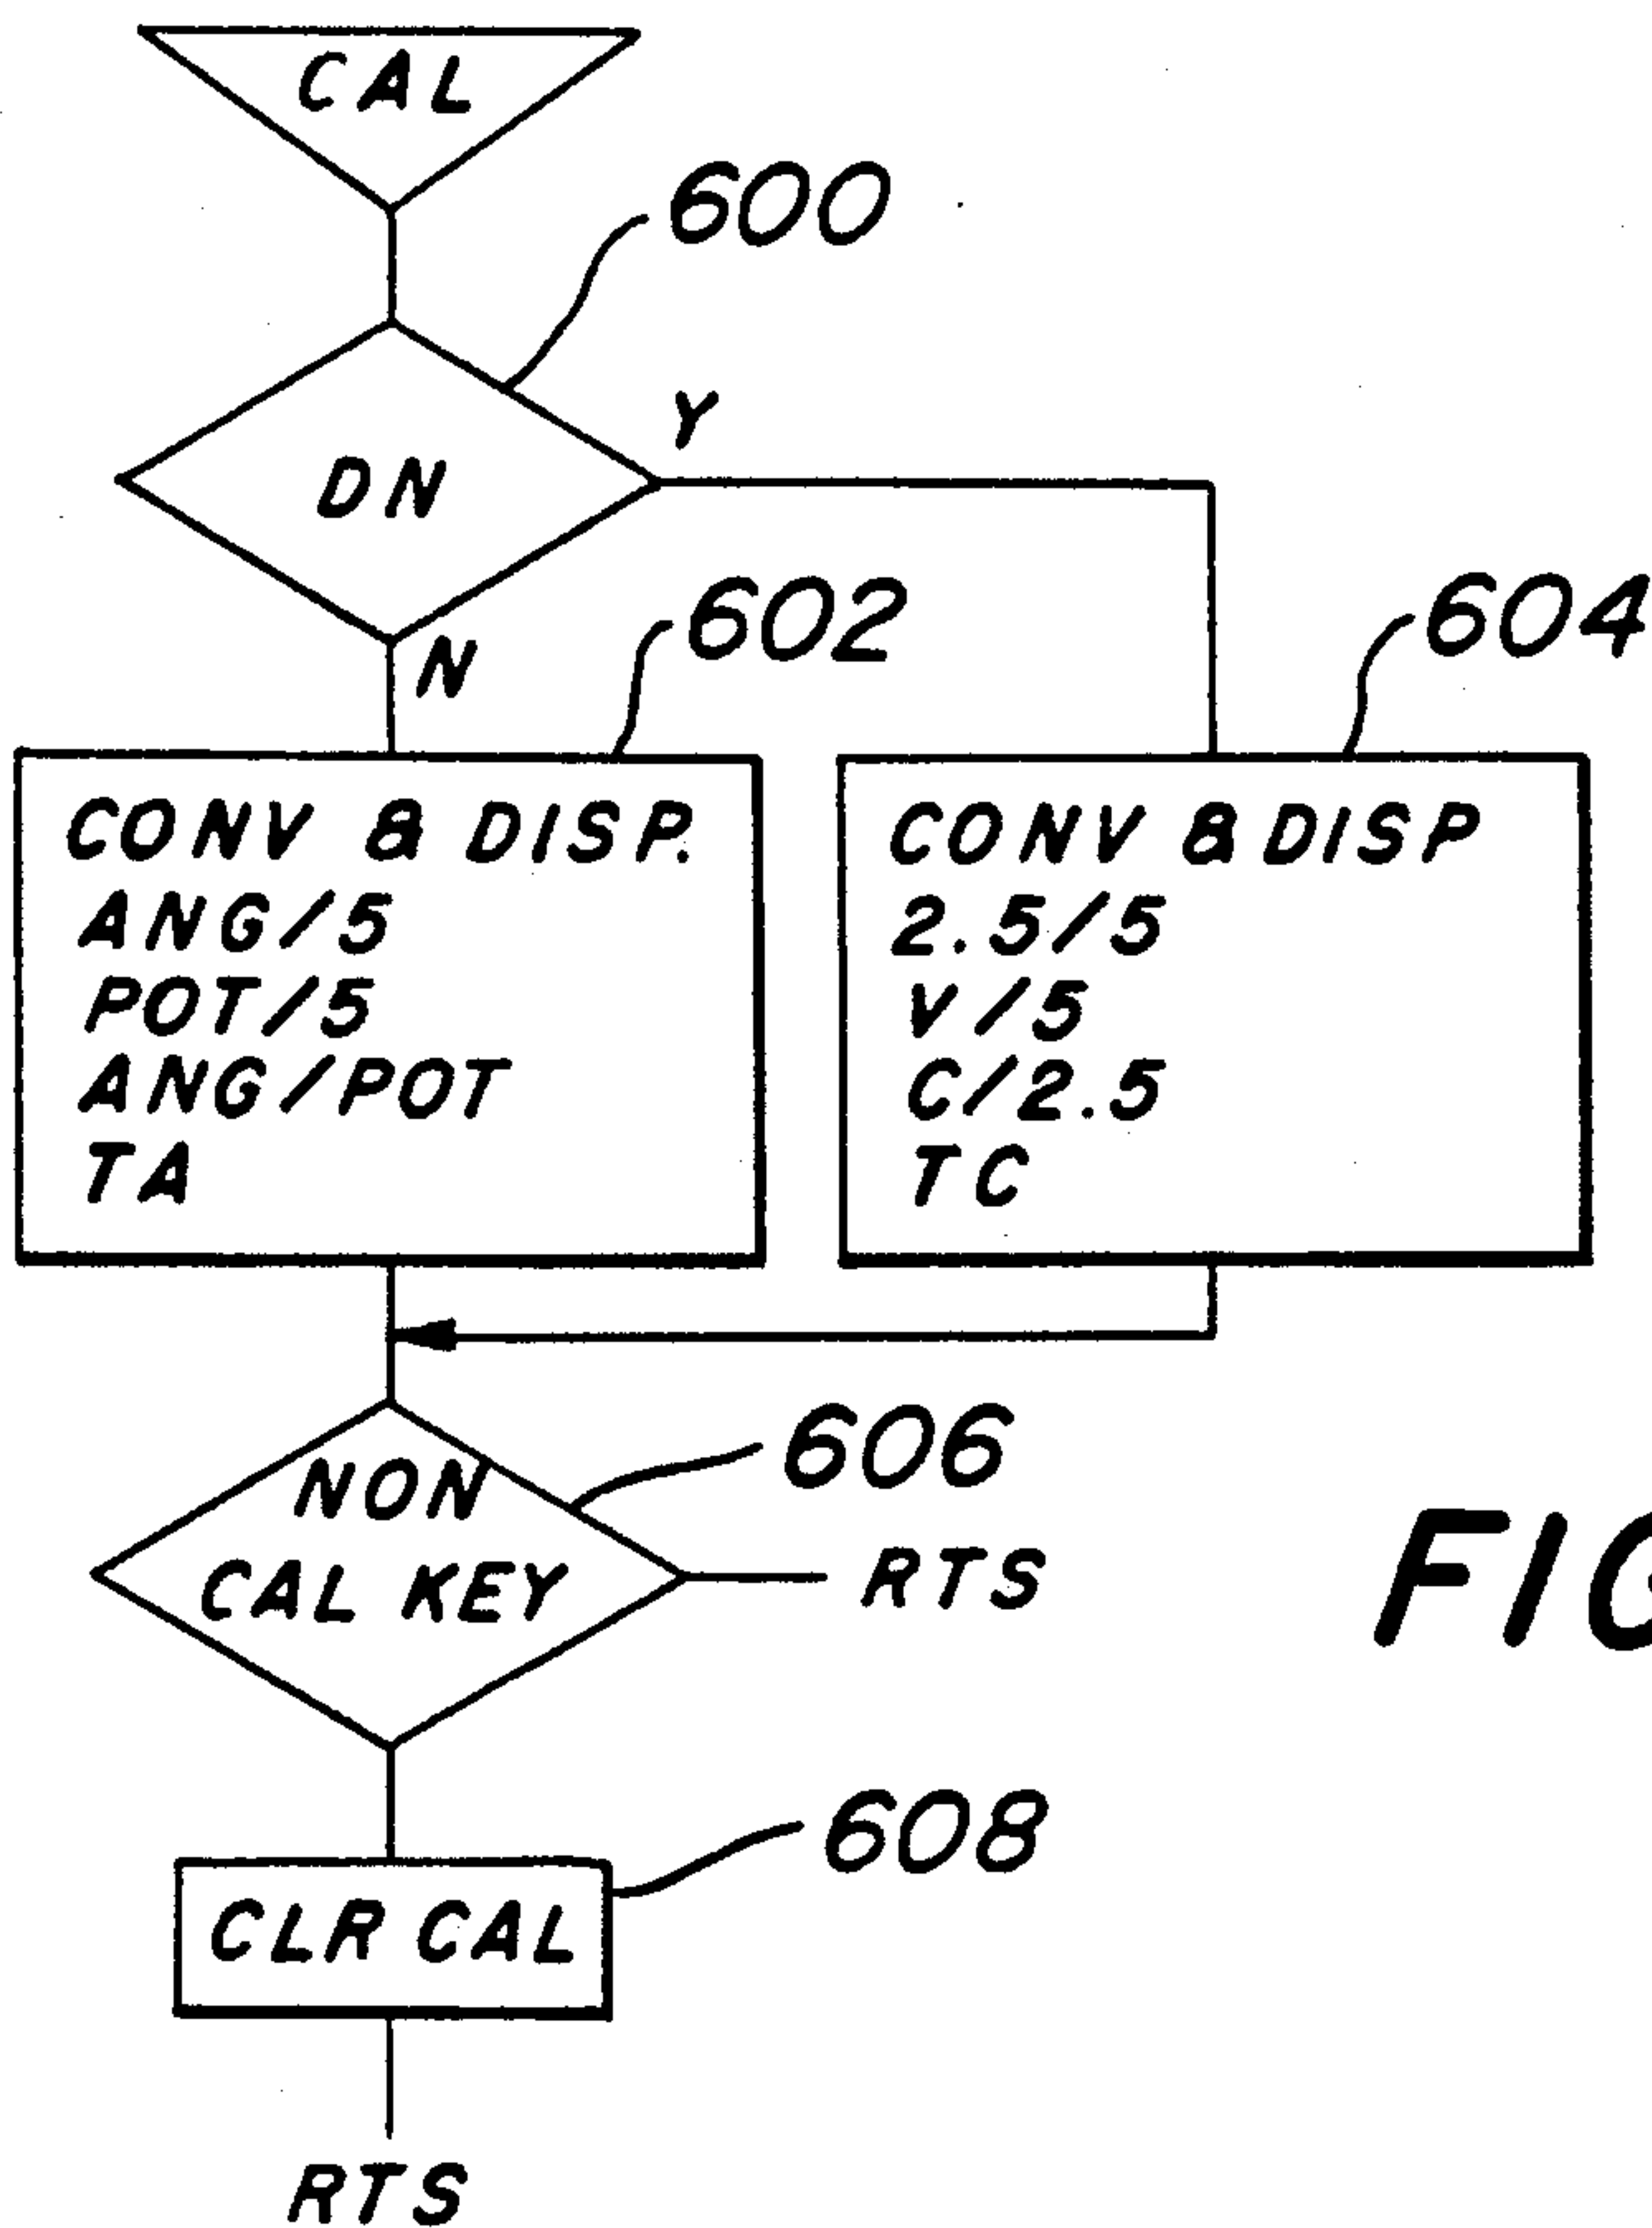 CAL
600
DN
Y
N
602
604
CONV & DISP.
ANG/5
POT/5
ANG/POT
TA
CONV & DISP
2.5/5
V/5
C/2.5
TC
606
NON
CAL KEY
RTS
608
CLR CAL
RTS